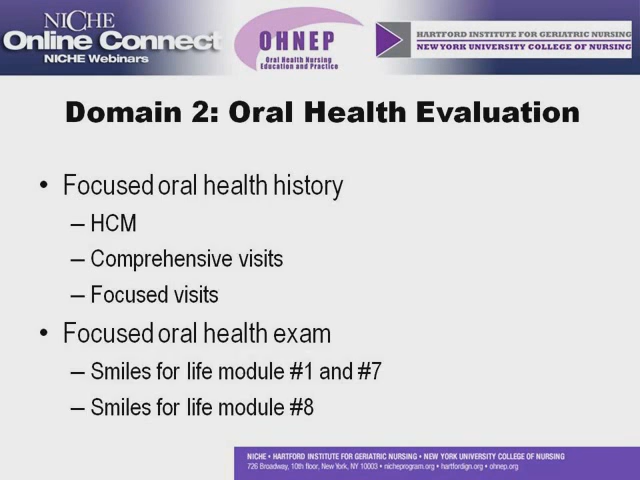 NICHE
Online Connect
NICHE Webinars
OHNEP
Oral Health Nursing
Education and Practice
HARTFORD INSTITUTE FOR GERIATRIC NURSING
NEW YORK UNIVERSITY COLLEGE OF NURSING
Domain 2: Oral Health Evaluation
• Focused oral health history
– HCM
– Comprehensive visits
– Focused visits
• Focused oral health exam
– Smiles for life module #1 and #7
– Smiles for life module #8
NICHE • HARTFORD INSTITUTE FOR GERIATRIC NURSING • NEW YORK UNIVERSITY COLLEGE OF NURSING
726 Broadway, 10th floor, New York, NY 10003 • nicheprogram.org • hartfordign.org • ohnep.org